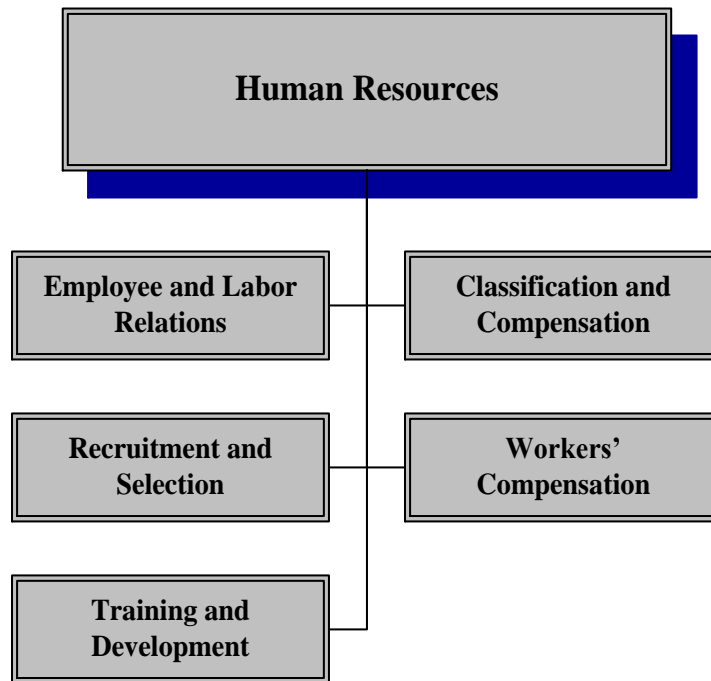 Human Resources
Employee and Labor
Relations
Classification and
Compensation
Recruitment and
Selection
Workers’
Compensation
Training and
Development